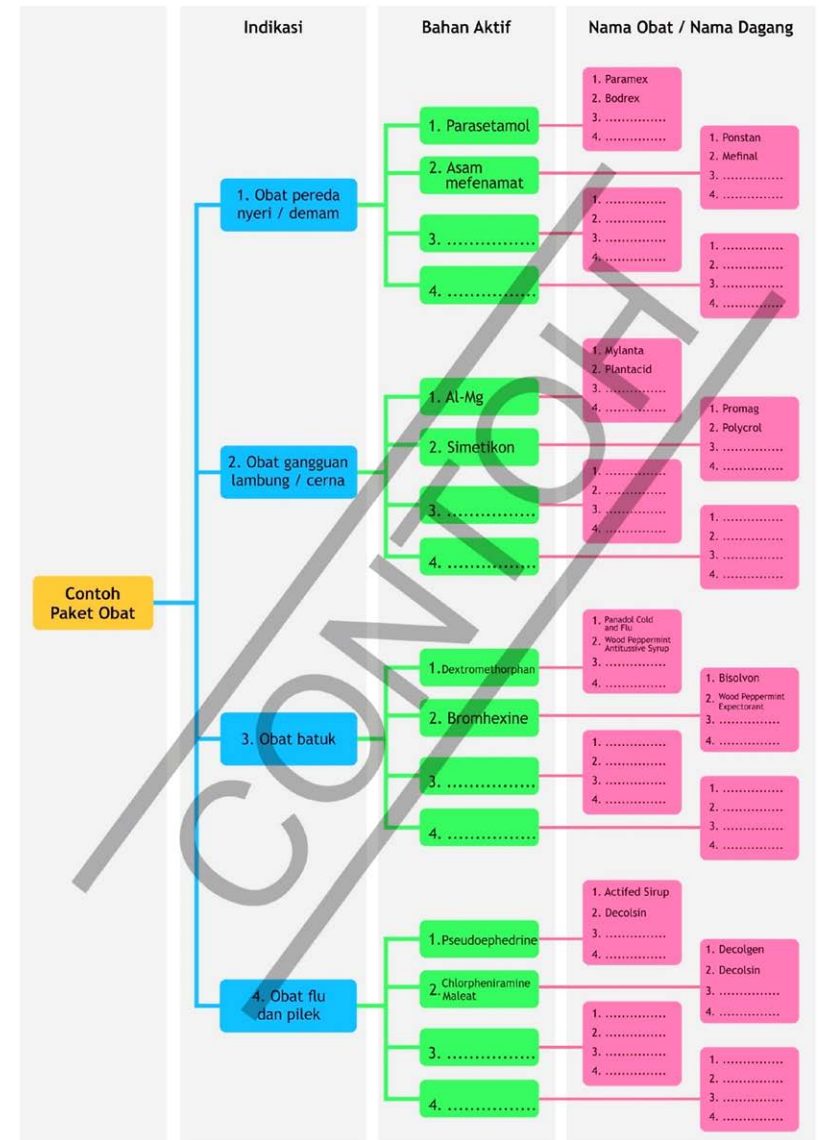 Indikasi
Bahan Aktif
Nama Obat / Nama Dagang
Contoh
Paket Obat
1. Obat pereda
nyeri / demam
1. Parasetamol
1. Paramex
2. Bodrex
3. ...............
4. ...............
2. Asam
mefenamat
1. Ponstan
2. Mefinal
3. ...............
4. ...............
3. ................
1. ...............
2. ...............
3. ...............
4. ...............
4. ................
1. ...............
2. ...............
3. ...............
4. ...............
2. Obat gangguan
lambung / cerna
1. Al-Mg
1. Mylanta
2. Plantacid
3. ...............
4. ...............
2. Simetikon
1. Promag
2. Polycrol
3. ...............
4. ...............
3. ................
1. ...............
2. ...............
3. ...............
4. ...............
4. ................
1. ...............
2. ...............
3. ...............
4. ...............
3. Obat batuk
1.Dextromethorphan
1. Panadol Cold
and Flu
2. Wood Peppermint
Antitussive Syrup
3. ...............
4. ...............
2. Bromhexine
1. Bisolvon
2. Wood Peppermint
Expectorant
3. ...............
4. ...............
3. ................
1. ...............
2. ...............
3. ...............
4. ...............
4. ................
1. ...............
2. ...............
3. ...............
4. ...............
4. Obat flu
dan pilek
1.Pseudoephedrine
1. Actifed Sirup
2. Decolsin
3. ...............
4. ...............
2.Chlorpheniramine
Maleat
1. Decolgen
2. Decolsin
3. ...............
4. ...............
3. ................
1. ...............
2. ...............
3. ...............
4. ...............
4. ................
1. ...............
2. ...............
3. ...............
4. ...............
CONTOH